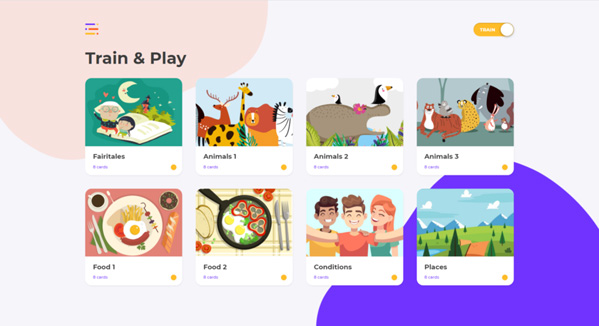 TRAIN
Train & Play
Fairitales
8 cards
Animals 1
8 cards
Animals 2
8 cards
Animals 3
8 cards
Food 1
8 cards
Food 2
8 cards
Conditions
8 cards
Places
8 cards